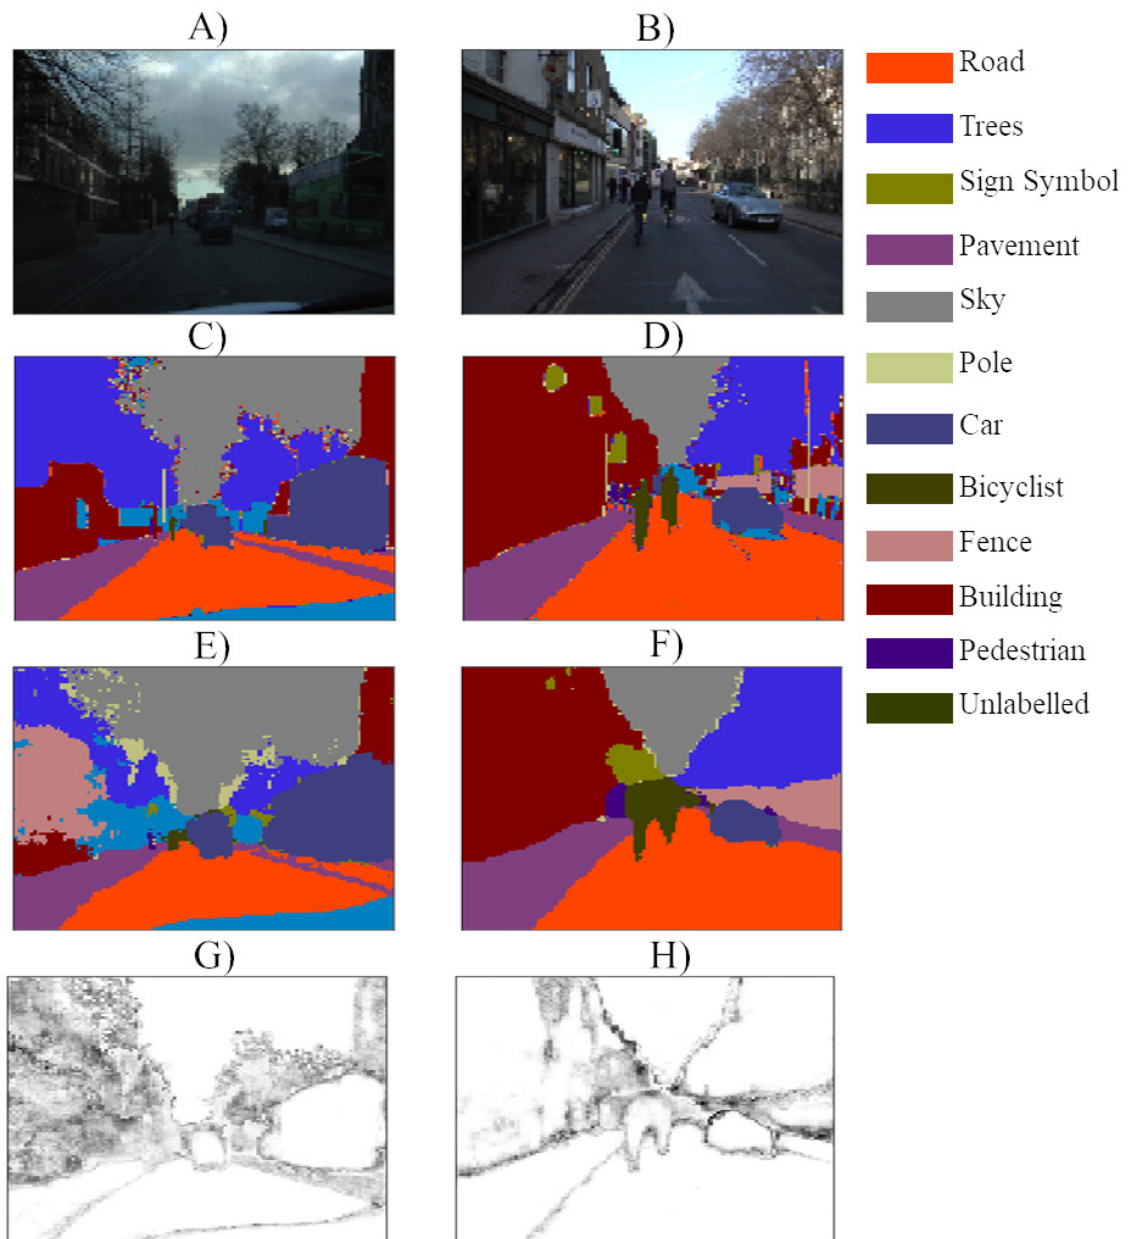 A)
B)
Road
Trees
Sign Symbol
Pavement
Sky
C)
D)
Pole
Car
Bicyclist
Fence
Building
E)
F)
Pedestrian
Unlabelled
G)
H)